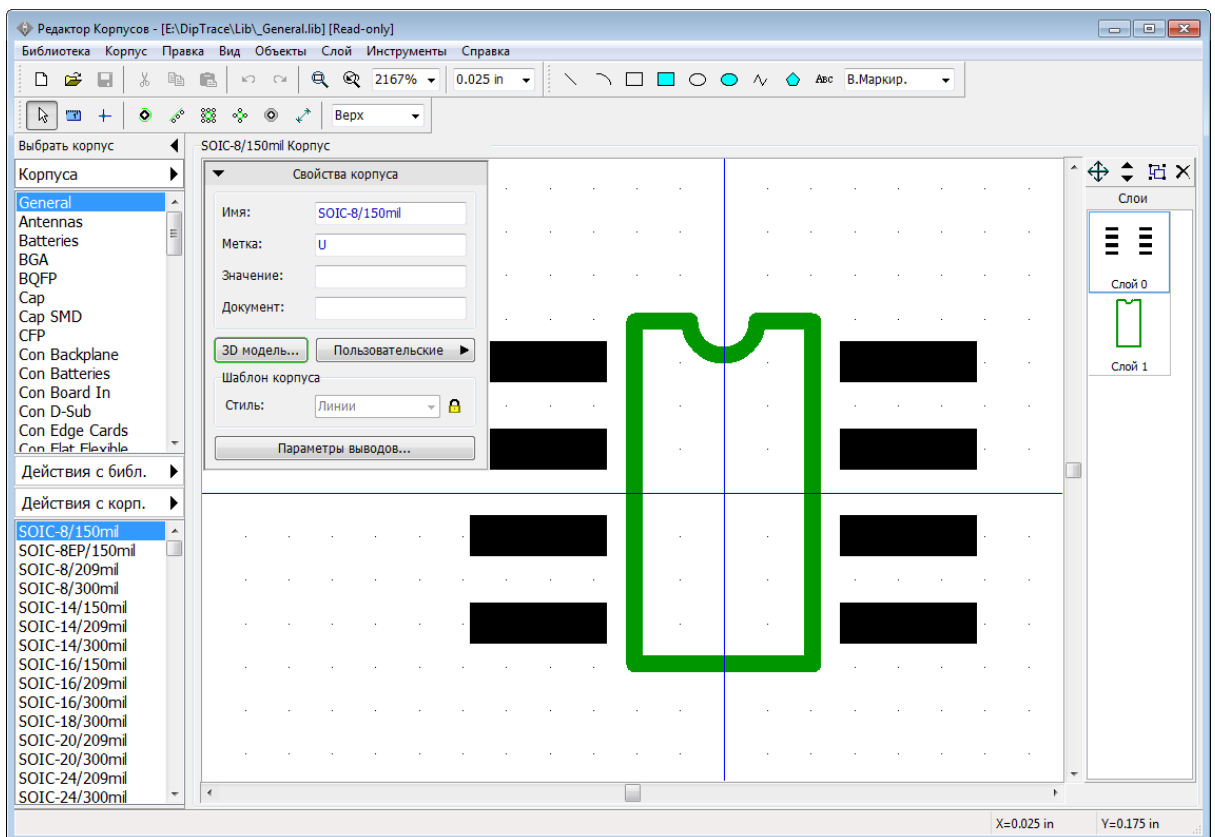 Редактор Корпусов - [E:\DipTrace\Lib\_General.lib] [Read-only]
Библиотека Корпус Правка Вид Объекты Слой Инструменты Справка
2167% 0.025 in ABC В.Маркир.
Верх
Выбрать корпус
SOIC-8/150mil Корпус
Корпуса
General
Antennas
Batteries
BGA
BQFP
Cap
Cap SMD
CFP
Con Backplane
Con Batteries
Con Board In
Con D-Sub
Con Edge Cards
Con Flat Flexible
Действия с библ.
Действия с корп.
SOIC-8/150mil
SOIC-8EP/150mil
SOIC-8/209mil
SOIC-8/300mil
SOIC-14/150mil
SOIC-14/209mil
SOIC-14/300mil
SOIC-16/150mil
SOIC-16/209mil
SOIC-16/300mil
SOIC-18/300mil
SOIC-20/209mil
SOIC-20/300mil
SOIC-24/209mil
SOIC-24/300mil
Свойства корпуса
Имя: SOIC-8/150mil
Метка: U
Значение:
Документ:
3D модель... Пользовательские
Шаблон корпуса
Стиль: Линии
Параметры выводов...
Слои
Слой 0
Слой 1
X=0.025 in Y=0.175 in